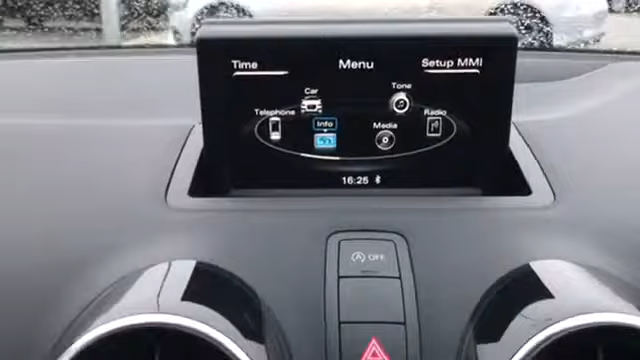 Time Menu Setup MMI
Car Tone
Telephone Info Media Radio
16:25
OFF